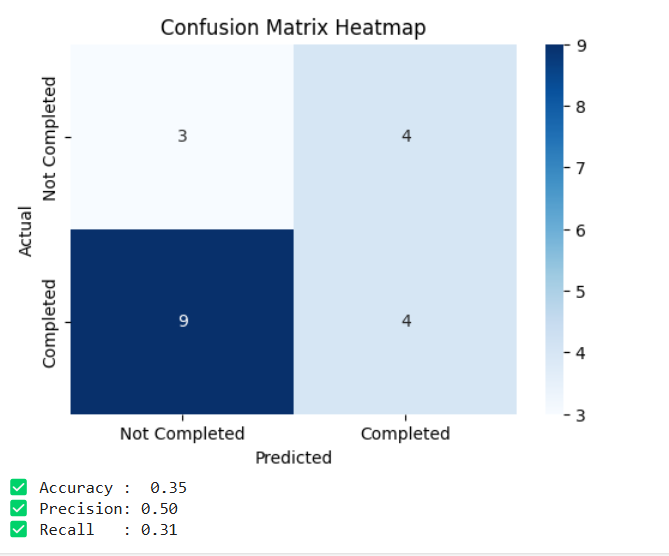 Confusion Matrix Heatmap
9
8
7
6
5
4
3
Actual
Not Completed
3 4
Completed
9 4
Not Completed Completed
Predicted
✅ Accuracy :  0.35
✅ Precision: 0.50
✅ Recall   : 0.31